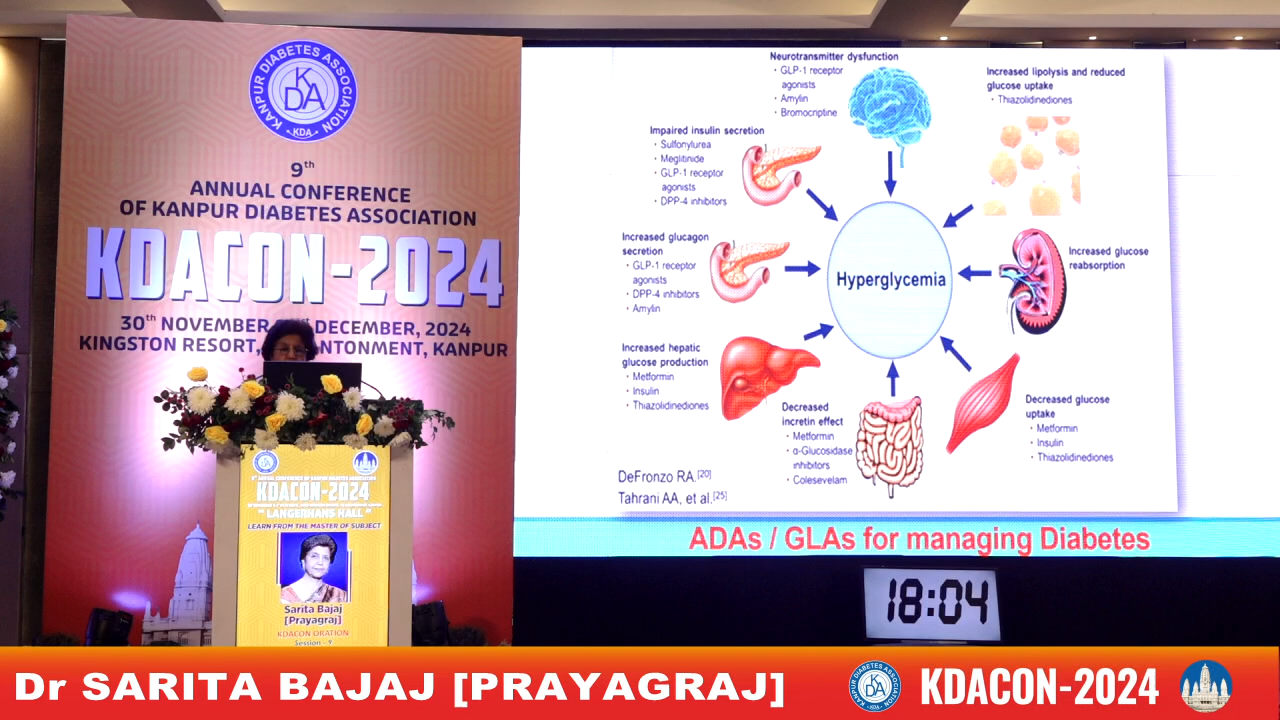 KANPUR DIABETES ASSOCIATION
KDA
KDA
9th
ANNUAL CONFERENCE
OF KANPUR DIABETES ASSOCIATION
KDACON-2024
30th NOVEMBER DECEMBER, 2024
KINGSTON RESORT, KANPUR
KDACON-2024
" LANGERHANS HALL "
LEARN FROM THE MASTER OF SUBJECT
Sarita Bajaj
[Prayagraj]
KDACON ORATION
Session - 9
Neurotransmitter dysfunction
· GLP-1 receptor
agonists
· Amylin
· Bromocriptine
Increased lipolysis and reduced
glucose uptake
· Thiazolidinediones
Impaired insulin secretion
· Sulfonylurea
· Meglitinide
· GLP-1 receptor
agonists
· DPP-4 inhibitors
Increased glucagon
secretion
· GLP-1 receptor
agonists
· DPP-4 inhibitors
· Amylin
Hyperglycemia
Increased glucose
reabsorption
Increased hepatic
glucose production
· Metformin
· Insulin
· Thiazolidinediones
Decreased
incretin effect
· Metformin
· α-Glucosidase
inhibitors
· Colesevelam
Decreased glucose
uptake
· Metformin
· Insulin
· Thiazolidinediones
DeFronzo RA.[20]
Tahrani AA, et al.[25]
ADAs / GLAs for managing Diabetes
18:04
Dr SARITA BAJAJ [PRAYAGRAJ]
KANPUR DIABETES ASSOCIATION
KDA
KDACON-2024